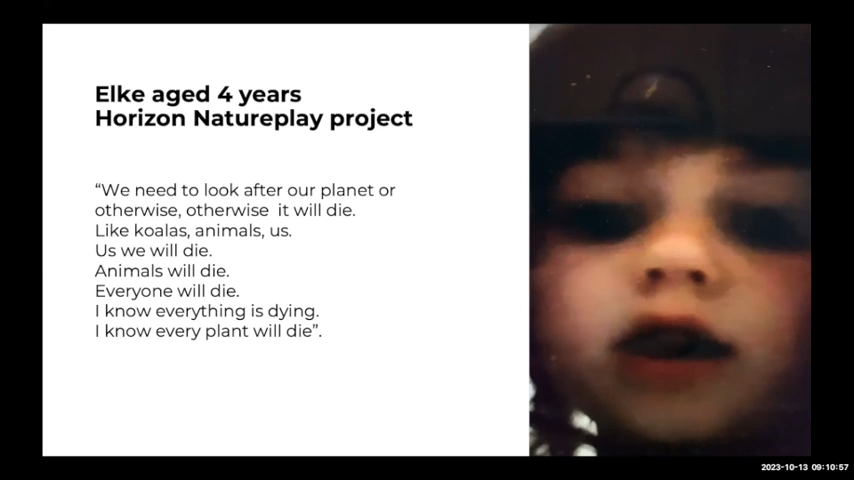 Elke aged 4 years
Horizon Natureplay project
“We need to look after our planet or
otherwise, otherwise  it will die.
Like koalas, animals, us.
Us we will die.
Animals will die.
Everyone will die.
I know everything is dying.
I know every plant will die”.
2023-10-13 09:10:57